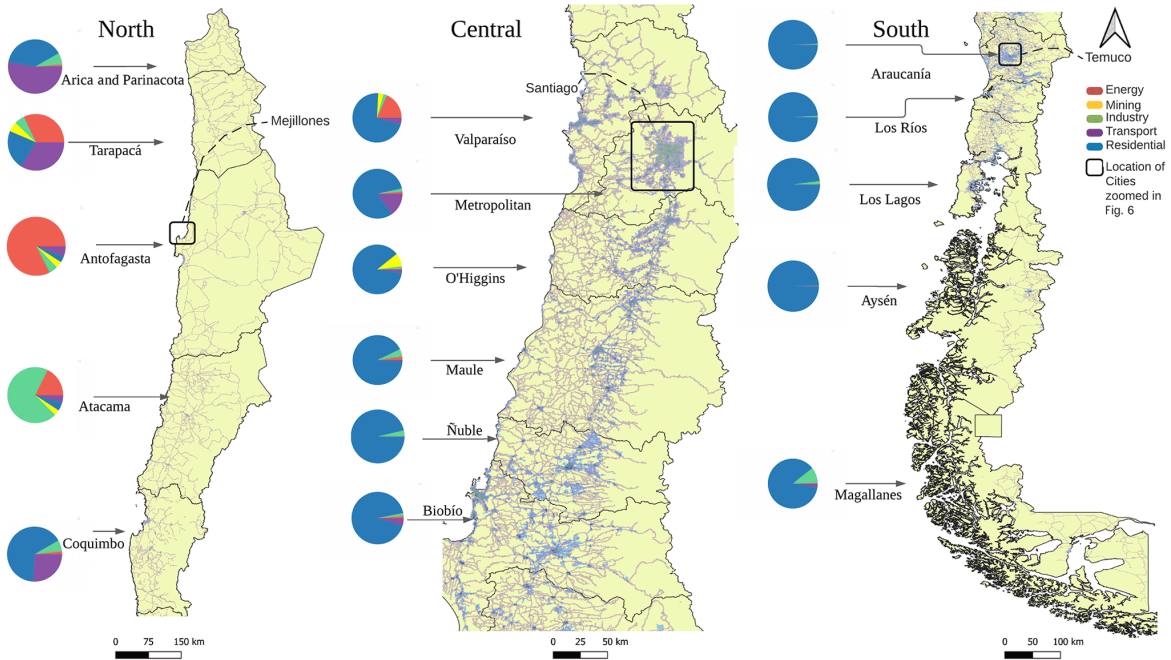 North
Arica and Parinacota
Mejillones
Tarapacá
Antofagasta
Atacama
Coquimbo
0 75 150 km
Central
Santiago
Valparaíso
Metropolitan
O'Higgins
Maule
Ñuble
Biobío
0 25 50 km
South
Temuco
Araucanía
Los Ríos
Los Lagos
Aysén
Magallanes
Energy
Mining
Industry
Transport
Residential
Location of
Cities
zoomed in
Fig. 6
0 50 100 km